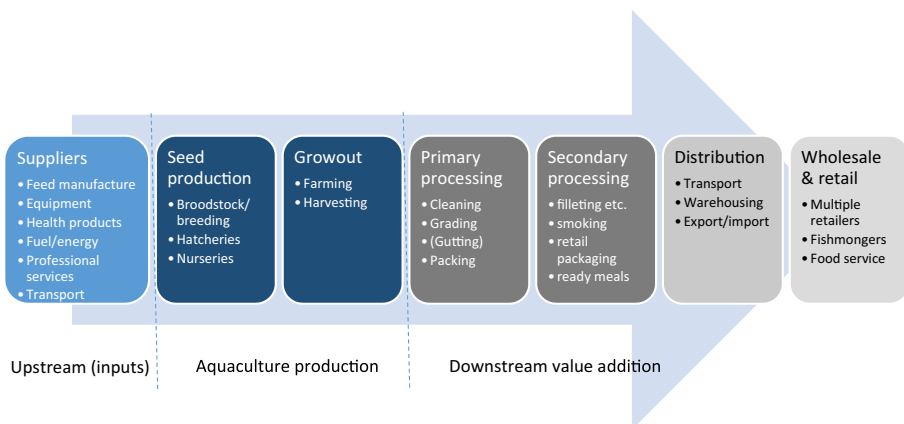 Suppliers
• Feed manufacture
• Equipment
• Health products
• Fuel/energy
• Professional
services
• Transport
Seed
production
• Broodstock/
breeding
• Hatcheries
• Nurseries
Growout
• Farming
• Harvesting
Primary
processing
• Cleaning
• Grading
• (Gutting)
• Packing
Secondary
processing
• filleting etc.
• smoking
• retail
packaging
• ready meals
Distribution
• Transport
• Warehousing
• Export/import
Wholesale
& retail
• Multiple
retailers
• Fishmongers
• Food service
Upstream (inputs)
Aquaculture production
Downstream value addition